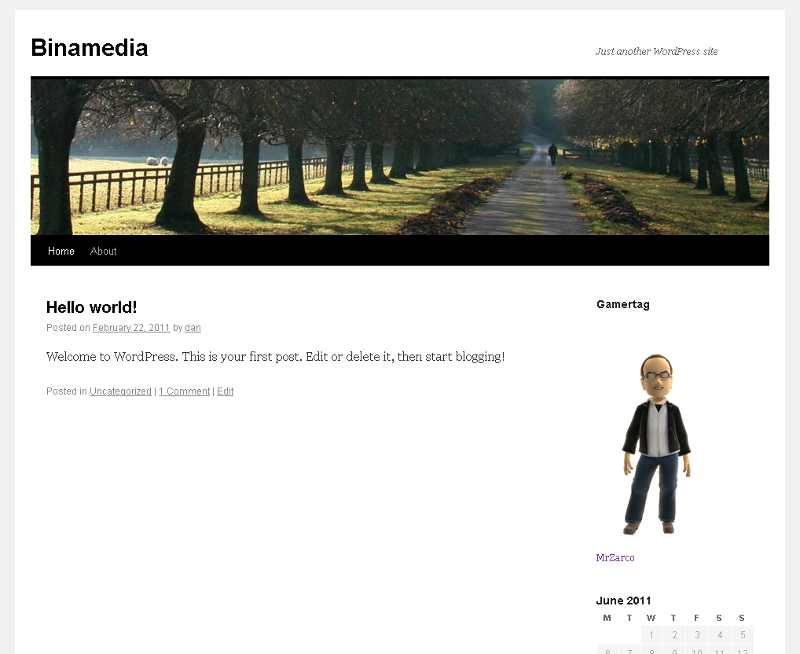 Binamedia
Just another WordPress site
Home About
Hello world!
Posted on February 22, 2011 by dan
Welcome to WordPress. This is your first post. Edit or delete it, then start blogging!
Posted in Uncategorized | 1 Comment | Edit
Gamertag
MrZarco
June 2011
M T W T F S S
1 2 3 4 5
6 7 8 9 10 11 12